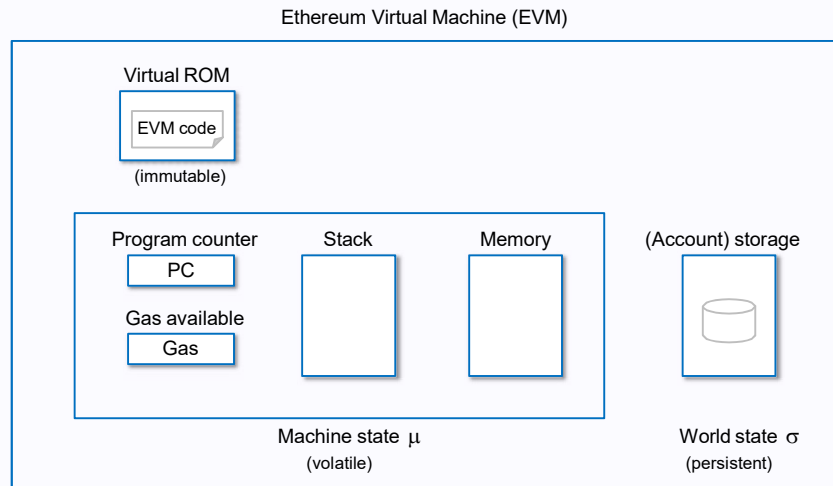 Ethereum Virtual Machine (EVM)
Virtual ROM
EVM code
(immutable)
Program counter
PC
Gas available
Gas
Stack
Memory
(Account) storage
Machine state μ
(volatile)
World state σ
(persistent)